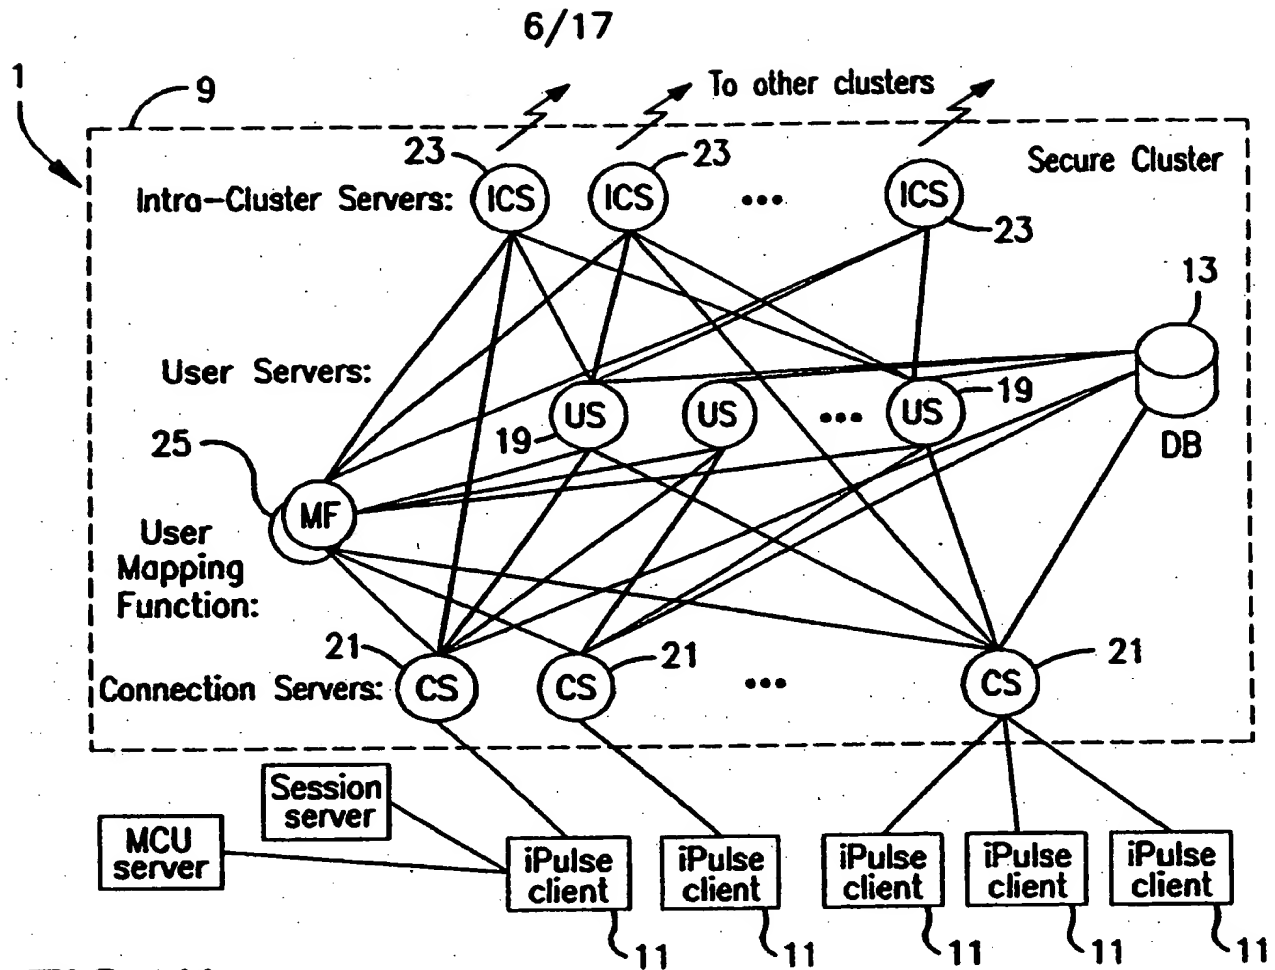 6/17
1
9
To other clusters
23
23
Secure Cluster
Intra-Cluster Servers:
ICS
ICS
...
ICS
23
13
User Servers:
US
US
...
US
19
19
DB
25
MF
User
Mapping
Function:
21
21
21
Connection Servers:
CS
CS
...
CS
Session
server
MCU
server
iPulse
client
iPulse
client
iPulse
client
iPulse
client
iPulse
client
11
11
11
11
11